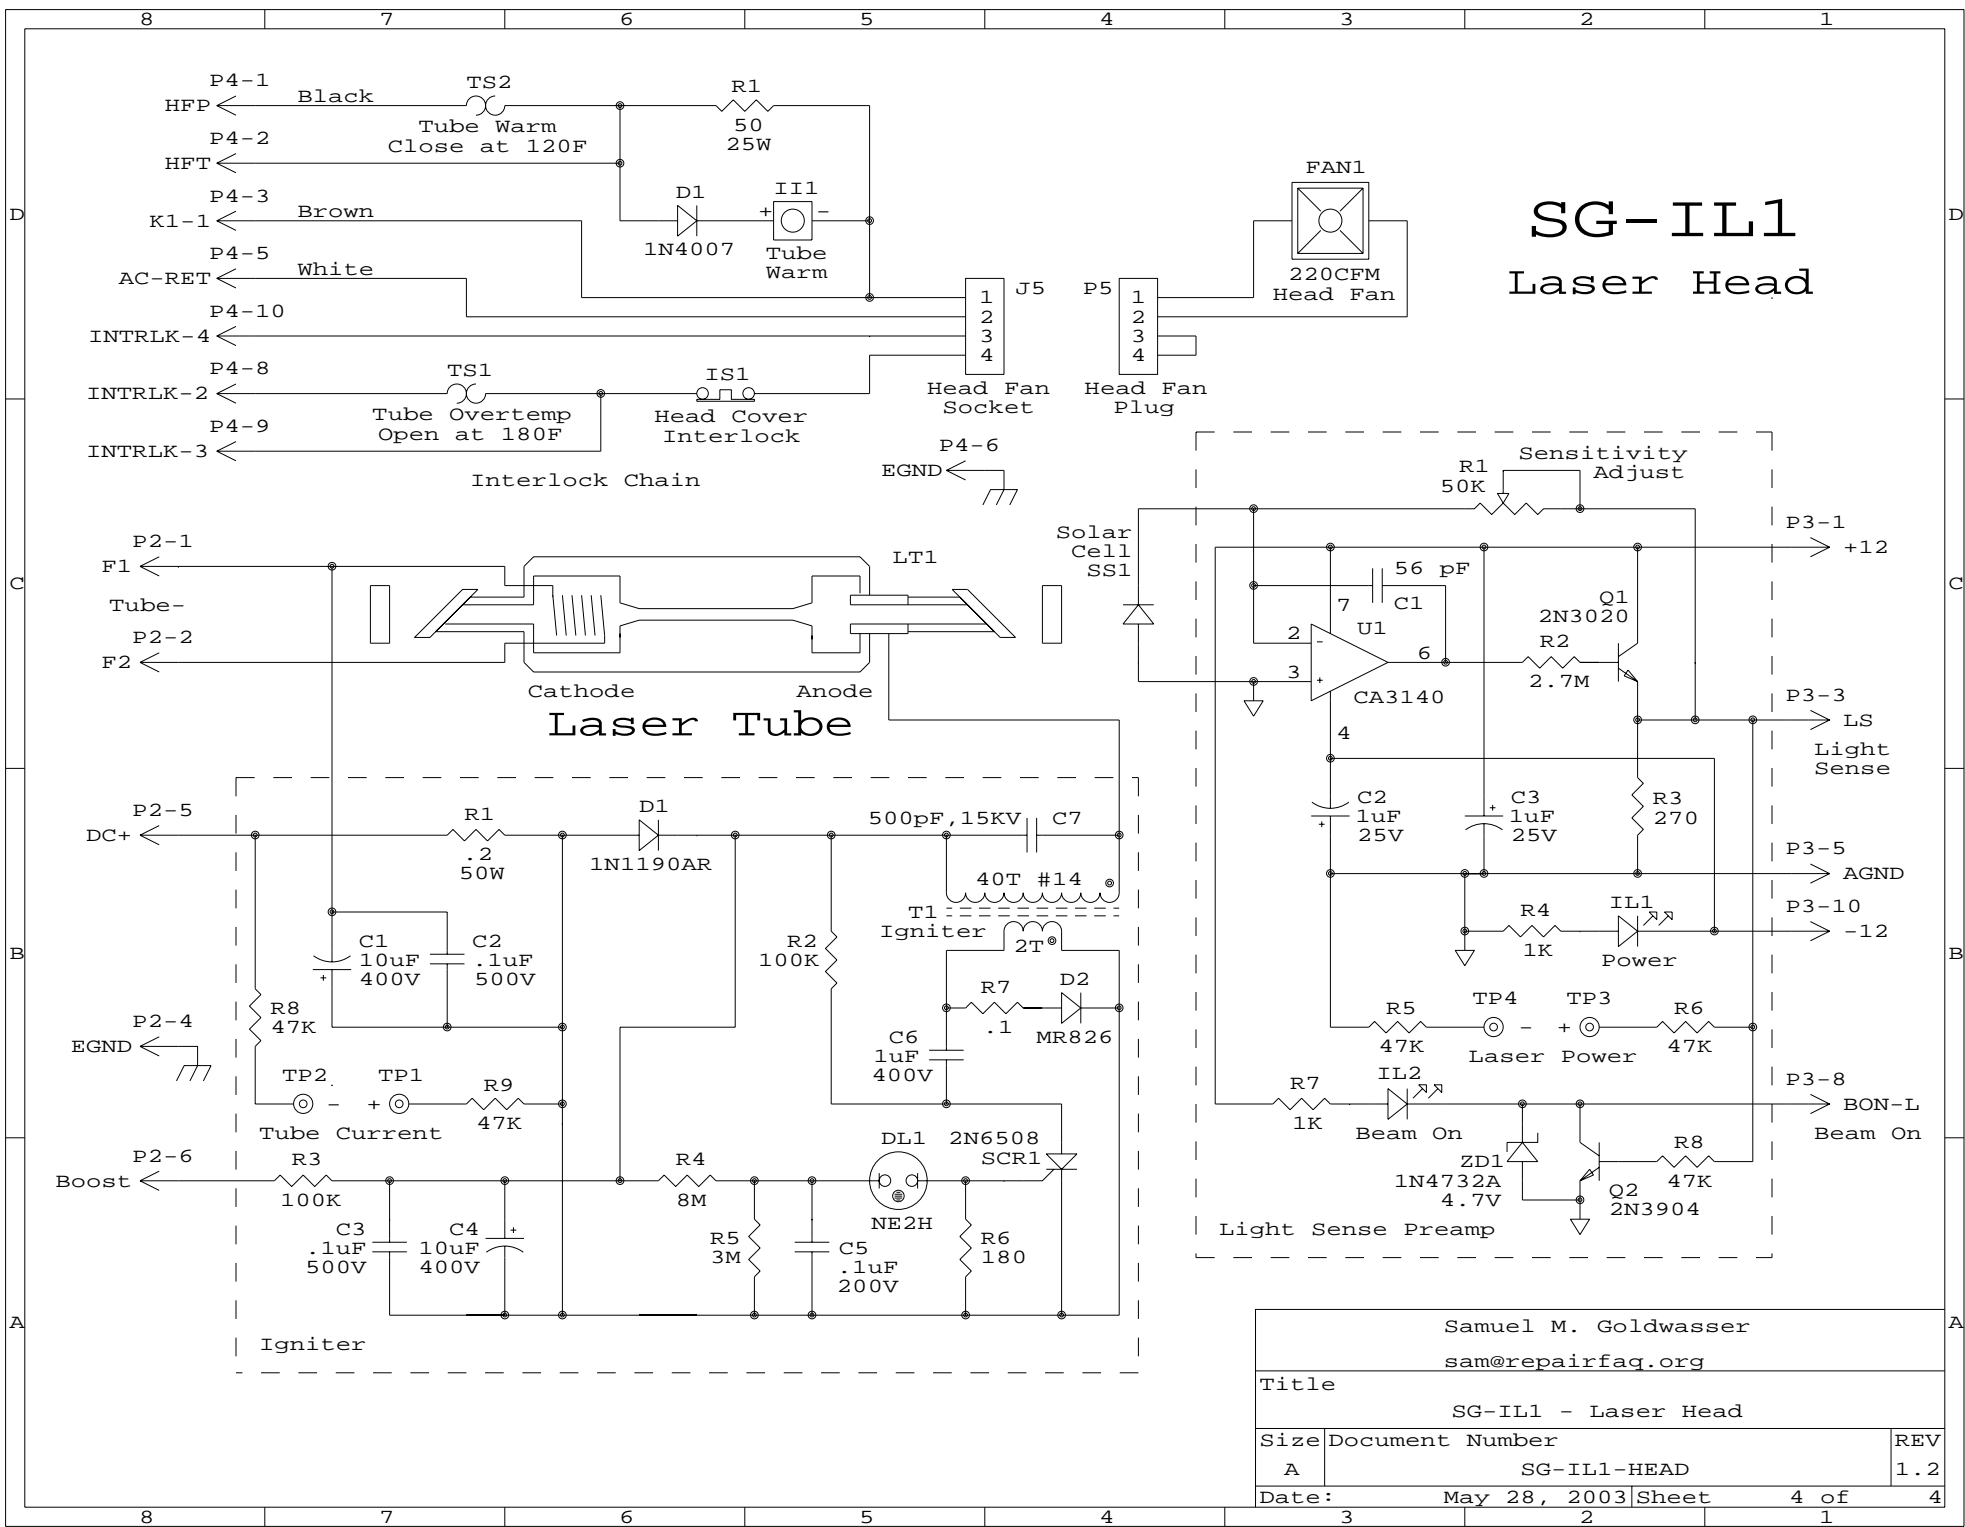 8 7 6 5 4 3 2 1
D
C
B
A
D
C
B
A
P4-1
HFP
Black
TS2
Tube Warm
Close at 120F
R1
50
25W
P4-2
HFT
P4-3
K1-1
Brown
D1
1N4007
II1
+ -
Tube
Warm
P4-5
AC-RET
White
P4-10
INTRLK-4
P4-8
INTRLK-2
TS1
Tube Overtemp
Open at 180F
IS1
Head Cover
Interlock
P4-9
INTRLK-3
Interlock Chain
J5
1
2
3
4
Head Fan
Socket
P5
1
2
3
4
Head Fan
Plug
FAN1
220CFM
Head Fan
SG-IL1
Laser Head
P4-6
EGND
P2-1
F1
Tube-
P2-2
F2
LT1
Cathode
Anode
Laser Tube
Solar
Cell
SS1
Sensitivity
Adjust
R1
50K
P3-1
+12
56 pF
C1
7
U1
2
-
3
+
6
4
CA3140
Q1
2N3020
R2
2.7M
P3-3
LS
Light
Sense
C2
1uF
25V
+
C3
1uF
25V
+
R3
270
P3-5
AGND
R4
1K
IL1
Power
P3-10
-12
R5
47K
TP4
-
TP3
+
Laser Power
R6
47K
R7
1K
IL2
Beam On
P3-8
BON-L
Beam On
ZD1
1N4732A
4.7V
Q2
2N3904
R8
47K
Light Sense Preamp
P2-5
DC+
R1
.2
50W
D1
1N1190AR
500pF,15KV
C7
40T #14
T1
Igniter
2T
C1
10uF
400V
+
C2
.1uF
500V
R2
100K
R7
.1
D2
MR826
R8
47K
P2-4
EGND
C6
1uF
400V
TP2
-
TP1
+
Tube Current
R9
47K
P2-6
Boost
R3
100K
R4
8M
DL1
NE2H
2N6508
SCR1
C3
.1uF
500V
C4
10uF
400V
+
R5
3M
C5
.1uF
200V
R6
180
Igniter
Samuel M. Goldwasser
sam@repairfaq.org
Title
SG-IL1 - Laser Head
Size Document Number REV
A SG-IL1-HEAD 1.2
Date: May 28, 2003 Sheet 4 of 4
8 7 6 5 4 3 2 1